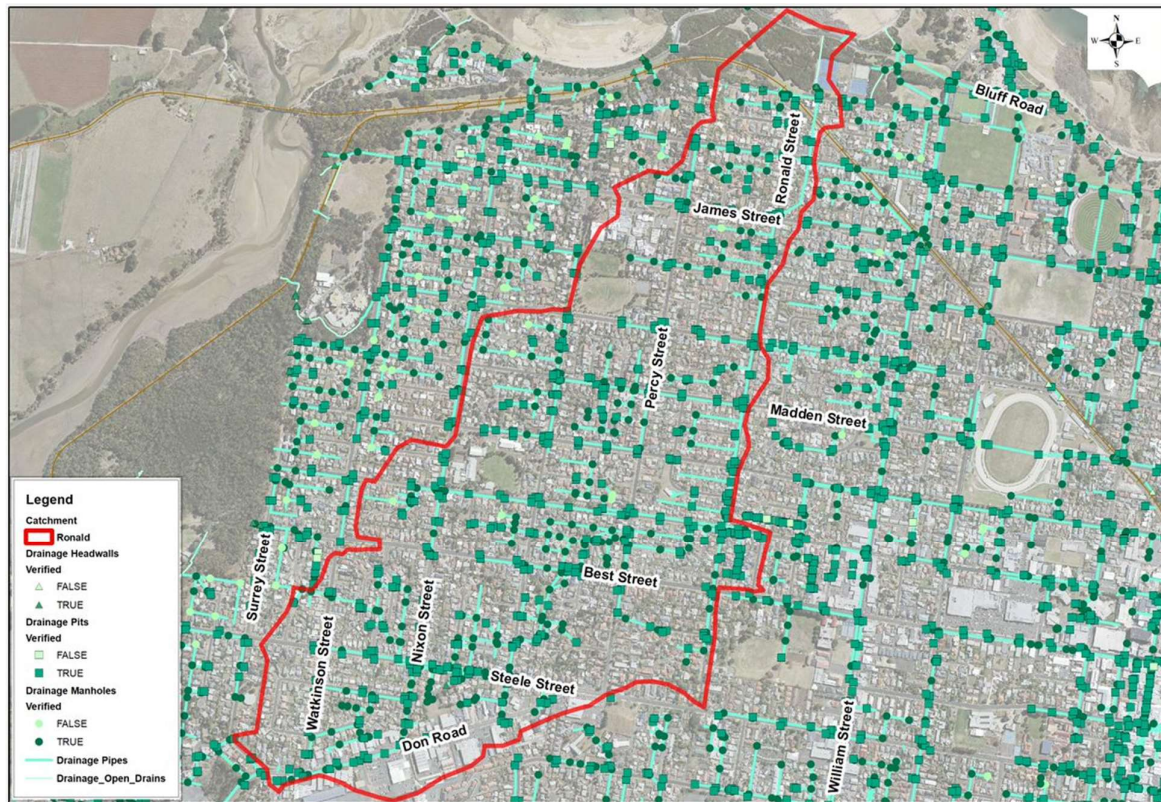 N
W
E
S
Bluff Road
Ronald Street
James Street
Percy Street
Madden Street
Best Street
Surrey Street
Nixon Street
Watkinson Street
Steele Street
Don Road
William Street
Legend
Catchment
Ronald
Drainage Headwalls
Verified
FALSE
TRUE
Drainage Pits
Verified
FALSE
TRUE
Drainage Manholes
Verified
FALSE
TRUE
Drainage Pipes
Drainage_Open_Drains